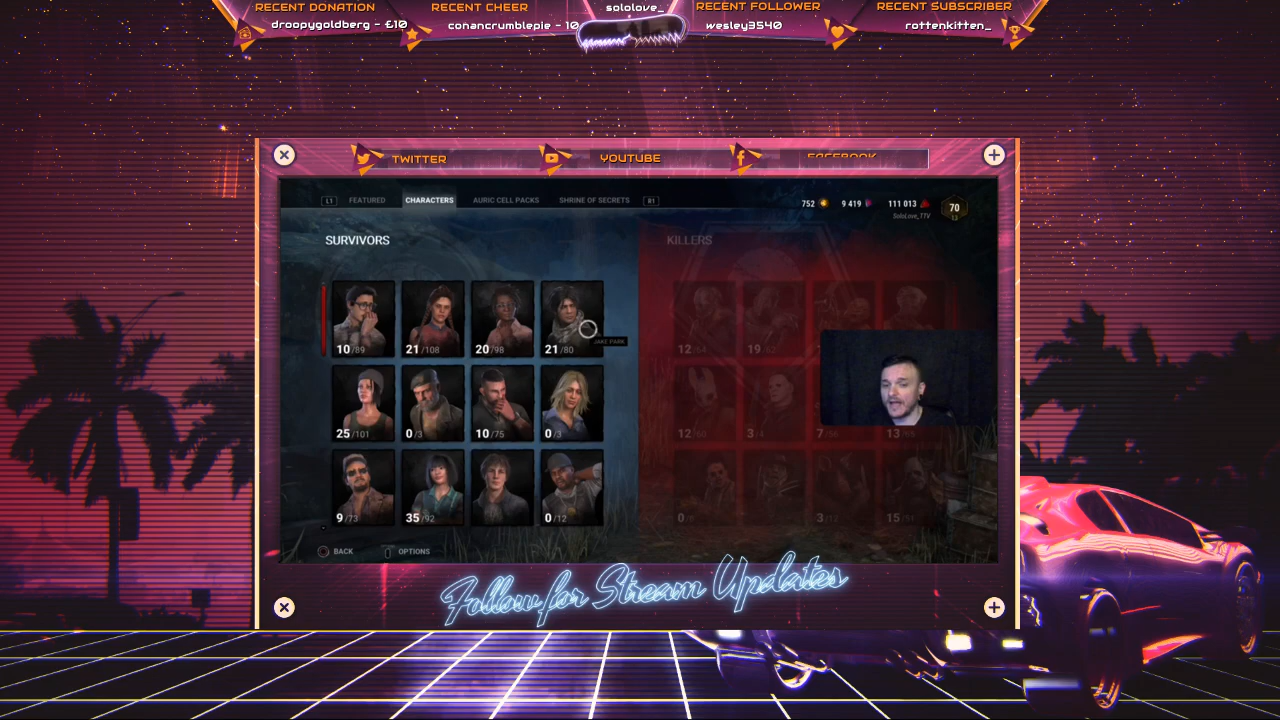 RECENT DONATION
droopygoldberg - £10
RECENT CHEER
conancrumblepie - 10
sololove_
RECENT FOLLOWER
wesley3540
RECENT SUBSCRIBER
rottenkitten_
TWITTER
YOUTUBE
FACEBOOK
L1 FEATURED CHARACTERS AURIC CELL PACKS SHRINE OF SECRETS R1
752 9 419 111 013
SoloLove_TTV
70
SURVIVORS
KILLERS
10/89 21/108 20/98 21/80
JAKE PARK
12 19
25/101 0/3 10/75 0/3
12 3 7 13
9/73 35/92 0/12
0 3 15
BACK OPTIONS
Follow for Stream Updates